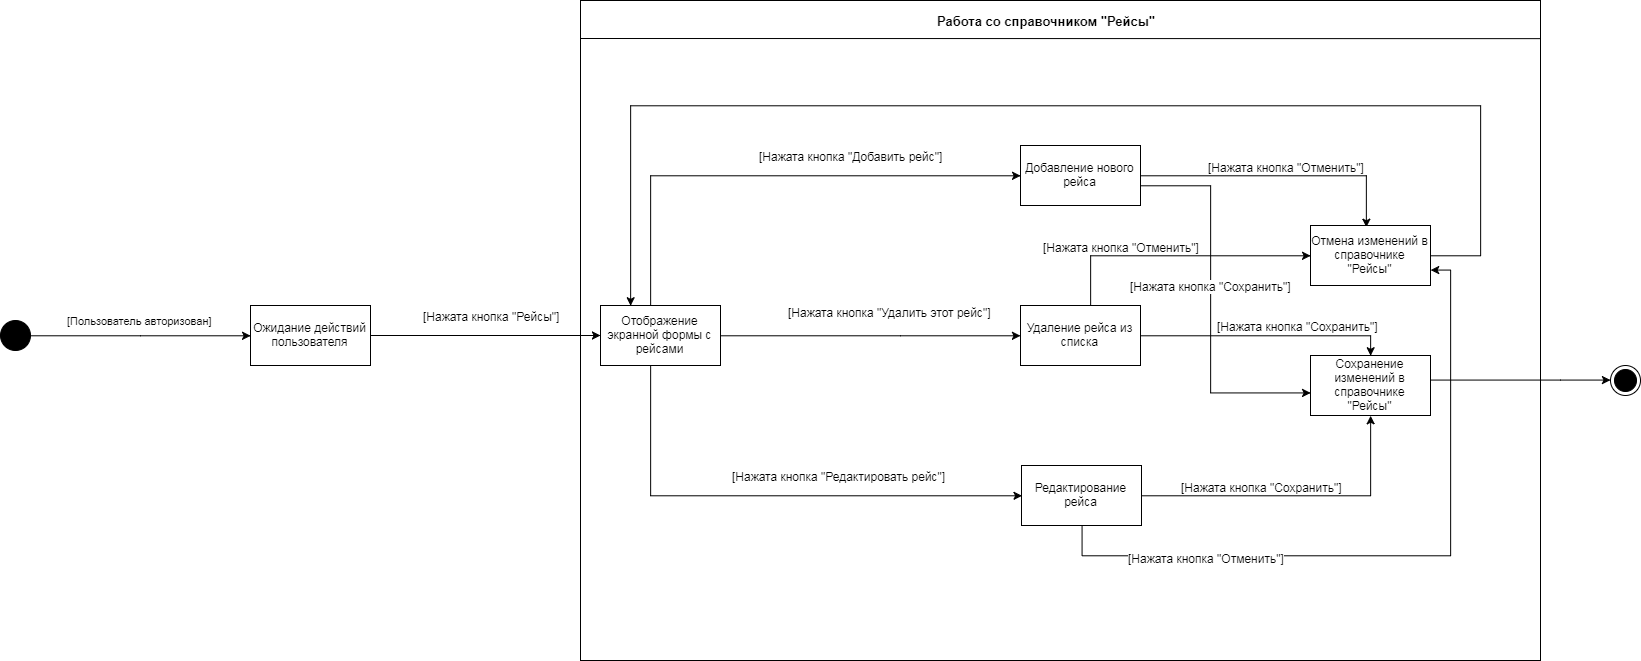 Работа со справочником "Рейсы"
[Нажата кнопка "Добавить рейс"]
Добавление нового
рейса
[Нажата кнопка "Отменить"]
[Нажата кнопка "Отменить"]
Отмена изменений в
справочнике
"Рейсы"
[Нажата кнопка "Сохранить"]
[Пользователь авторизован]
Ожидание действий
пользователя
[Нажата кнопка "Рейсы"]
Отображение
экранной формы с
рейсами
[Нажата кнопка "Удалить этот рейс"]
Удаление рейса из
списка
[Нажата кнопка "Сохранить"]
Сохранение
изменений в
справочнике
"Рейсы"
[Нажата кнопка "Редактировать рейс"]
Редактирование
рейса
[Нажата кнопка "Сохранить"]
[Нажата кнопка "Отменить"]